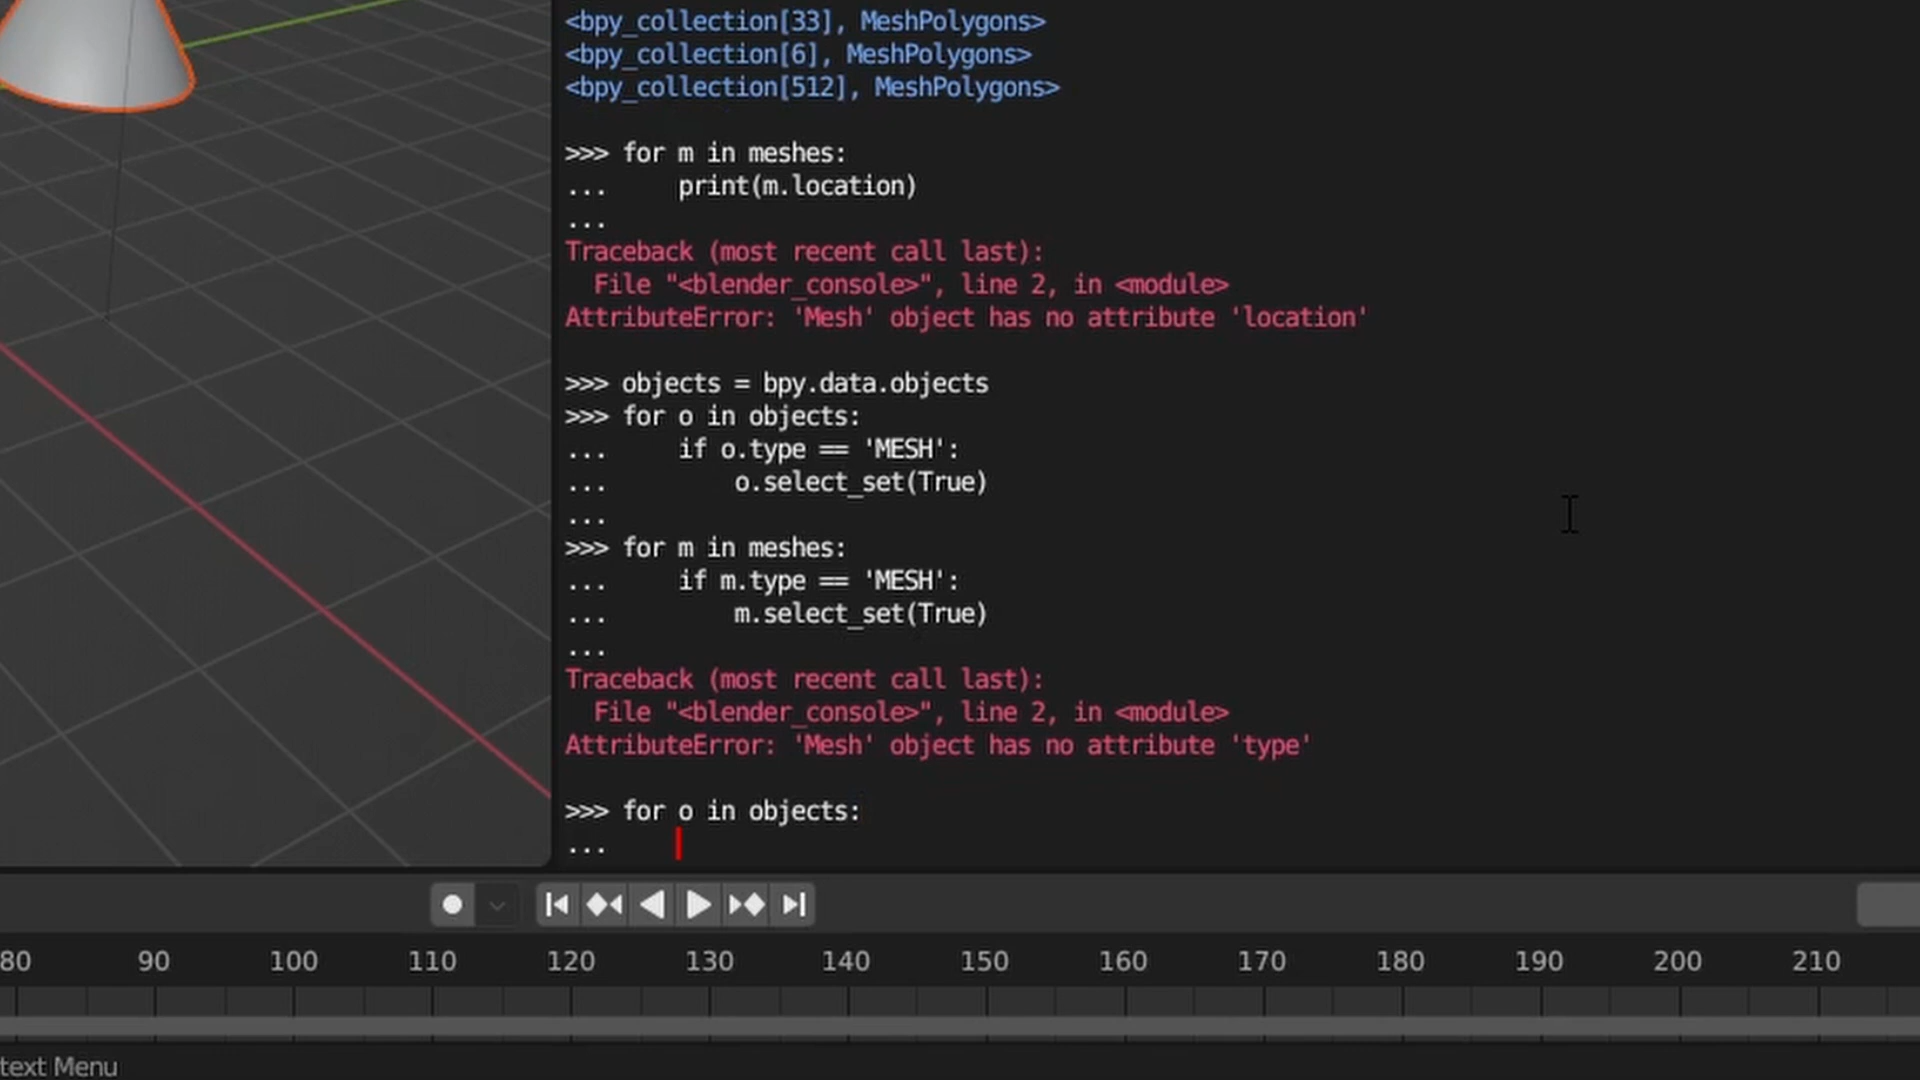 <bpy_collection[33], MeshPolygons>
<bpy_collection[6], MeshPolygons>
<bpy_collection[512], MeshPolygons>
>>> for m in meshes:
...     print(m.location)
...
Traceback (most recent call last):
  File "<blender_console>", line 2, in <module>
AttributeError: 'Mesh' object has no attribute 'location'
>>> objects = bpy.data.objects
>>> for o in objects:
...     if o.type == 'MESH':
...         o.select_set(True)
...
>>> for m in meshes:
...     if m.type == 'MESH':
...         m.select_set(True)
...
Traceback (most recent call last):
  File "<blender_console>", line 2, in <module>
AttributeError: 'Mesh' object has no attribute 'type'
>>> for o in objects:
...
80 90 100 110 120 130 140 150 160 170 180 190 200 210
text Menu